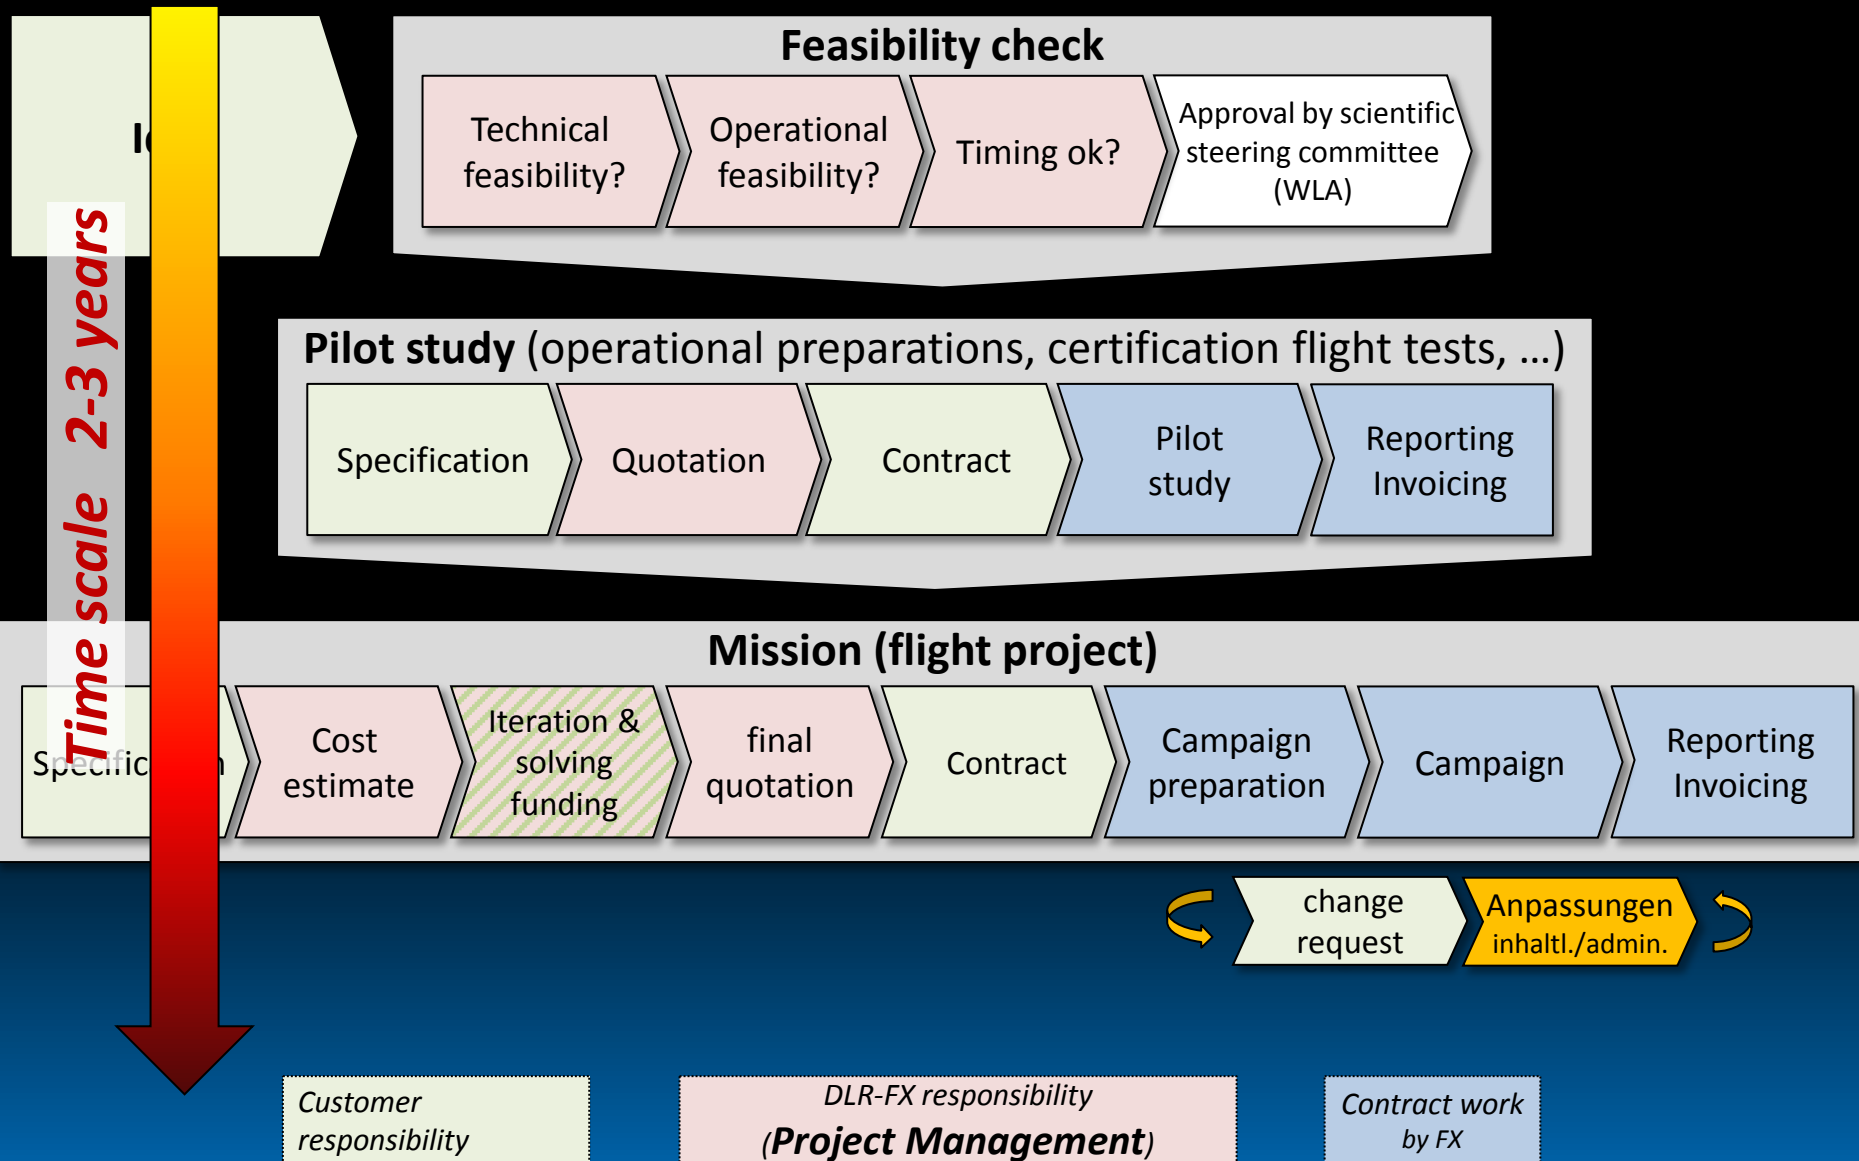 Feasibility check
Technical
feasibility?
Operational
feasibility?
Timing ok?
Approval by scientific
steering committee
(WLA)
Time scale 2-3 years
Pilot study (operational preparations, certification flight tests, ...)
Specification
Quotation
Contract
Pilot
study
Reporting
Invoicing
Mission (flight project)
Cost
estimate
Iteration &
solving
funding
final
quotation
Contract
Campaign
preparation
Campaign
Reporting
Invoicing
change
request
Anpassungen
inhaltl./admin.
Customer
responsibility
DLR-FX responsibility
(Project Management)
Contract work
by FX